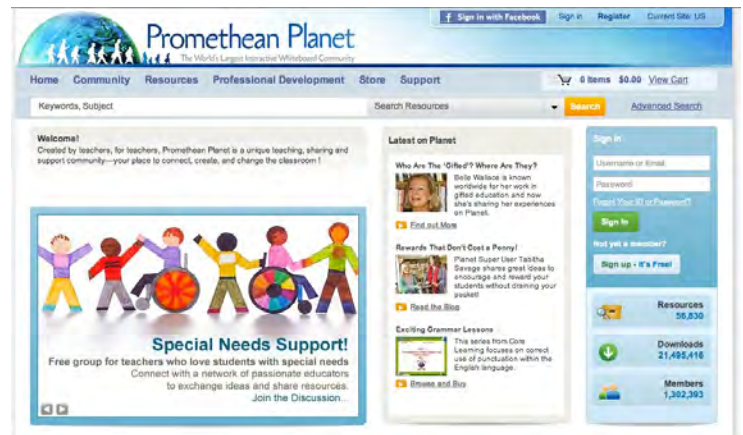 f Sign in with Facebook
Sign in
Register
Current Site: US
Promethean Planet
The World's Largest Interactive Whiteboard Community
Home Community Resources Professional Development Store Support
0 items $0.00 View Cart
Keywords, Subject
Search Resources
Search
Advanced Search
Welcome!
Created by teachers, for teachers, Promethean Planet is a unique teaching, sharing and
support community—your place to connect, create, and change the classroom !
Special Needs Support!
Free group for teachers who love students with special needs
Connect with a network of passionate educators
to exchange ideas and share resources.
Join the Discussion...
Latest on Planet
Who Are The 'Gifted'? Where Are They?
Belle Wallace is known
worldwide for her work in
gifted education and now
she's sharing her experiences
on Planet.
Find out More
Rewards That Don't Cost a Penny!
Planet Super User Tabitha
Savage shares great ideas to
encourage and reward your
students without draining your
pocket!
Read the Blog
Exciting Grammar Lessons
This series from Core
Learning focuses on correct
use of punctuation within the
English language.
Browse and Buy
Sign in
Username or Email
Password
Forgot Your ID or Password?
Sign In
Not yet a member?
Sign up - It's Free!
Resources
56,830
Downloads
21,495,416
Members
1,302,393